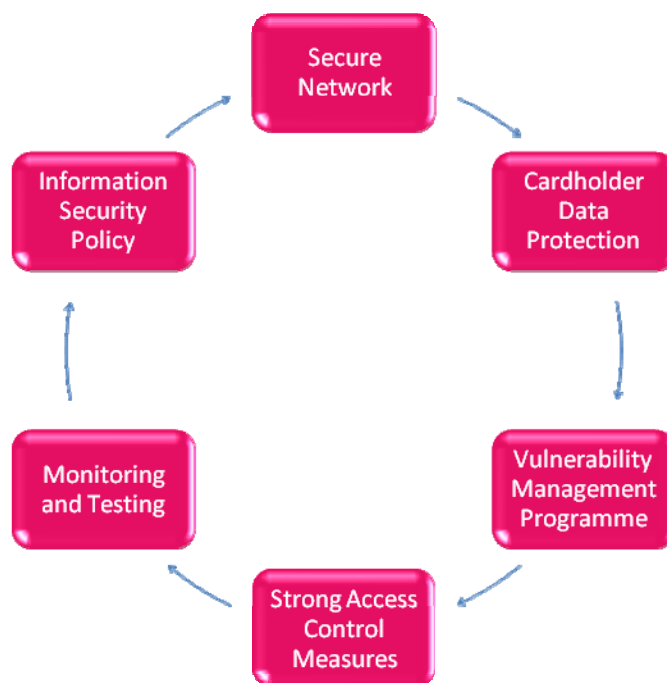 Secure
Network
Cardholder
Data
Protection
Vulnerability
Management
Programme
Strong Access
Control
Measures
Monitoring
and Testing
Information
Security
Policy